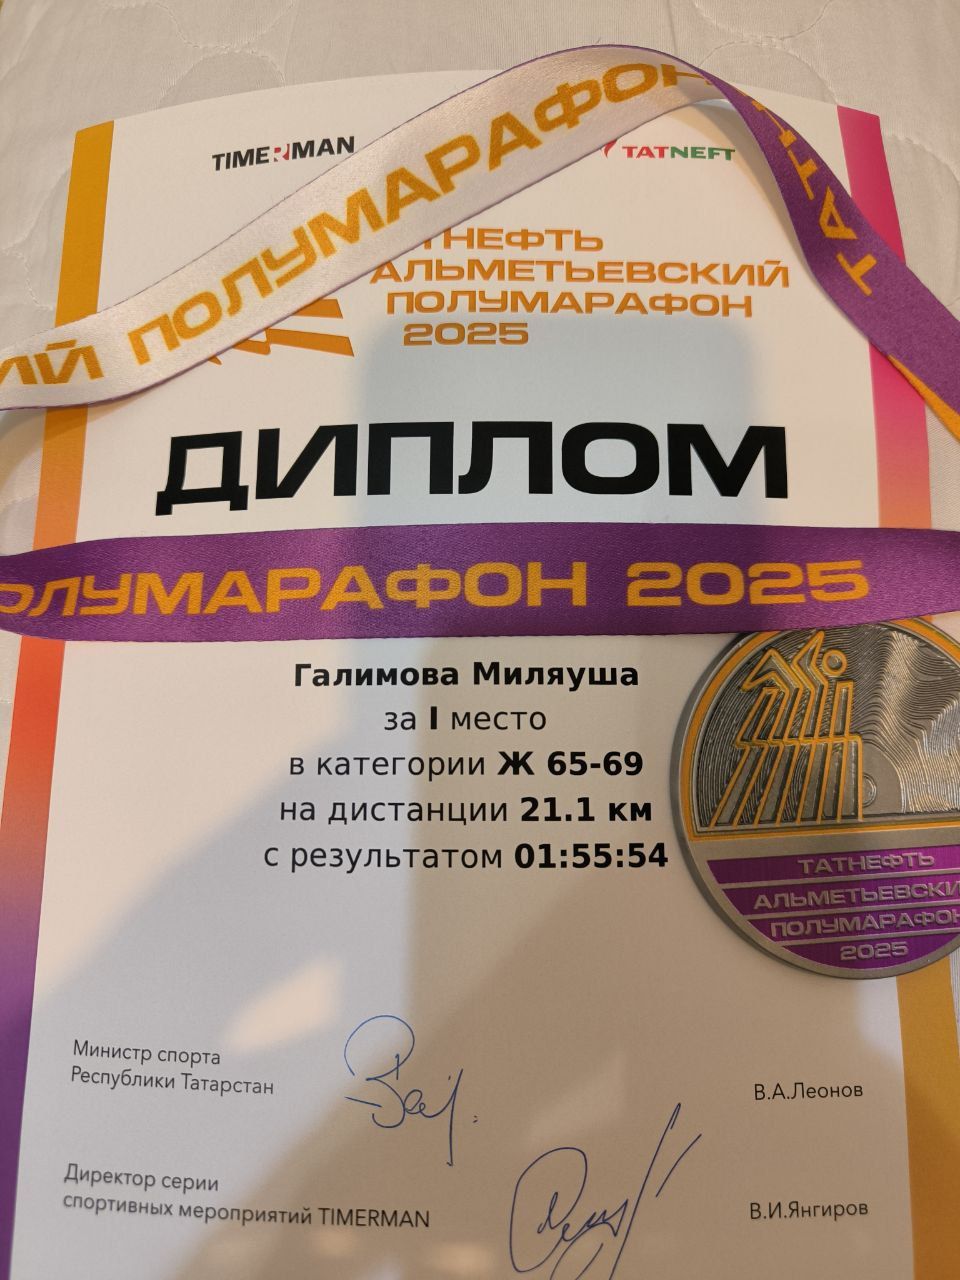 TIMERMAN
TATNEFT
ПОЛУМАРАФОН
ТАТНЕФТЬ
АЛЬМЕТЬЕВСКИЙ
ПОЛУМАРАФОН
2025
ДИПЛОМ
ПОЛУМАРАФОН 2025
Галимова Миляуша
за I место
в категории Ж 65-69
на дистанции 21.1 км
с результатом 01:55:54
ТАТНЕФТЬ
АЛЬМЕТЬЕВСКИ
ПОЛУМАРАФОН
2025
Министр спорта
Республики Татарстан
В.А.Леонов
Директор серии
спортивных мероприятий TIMERMAN
В.И.Янгиров